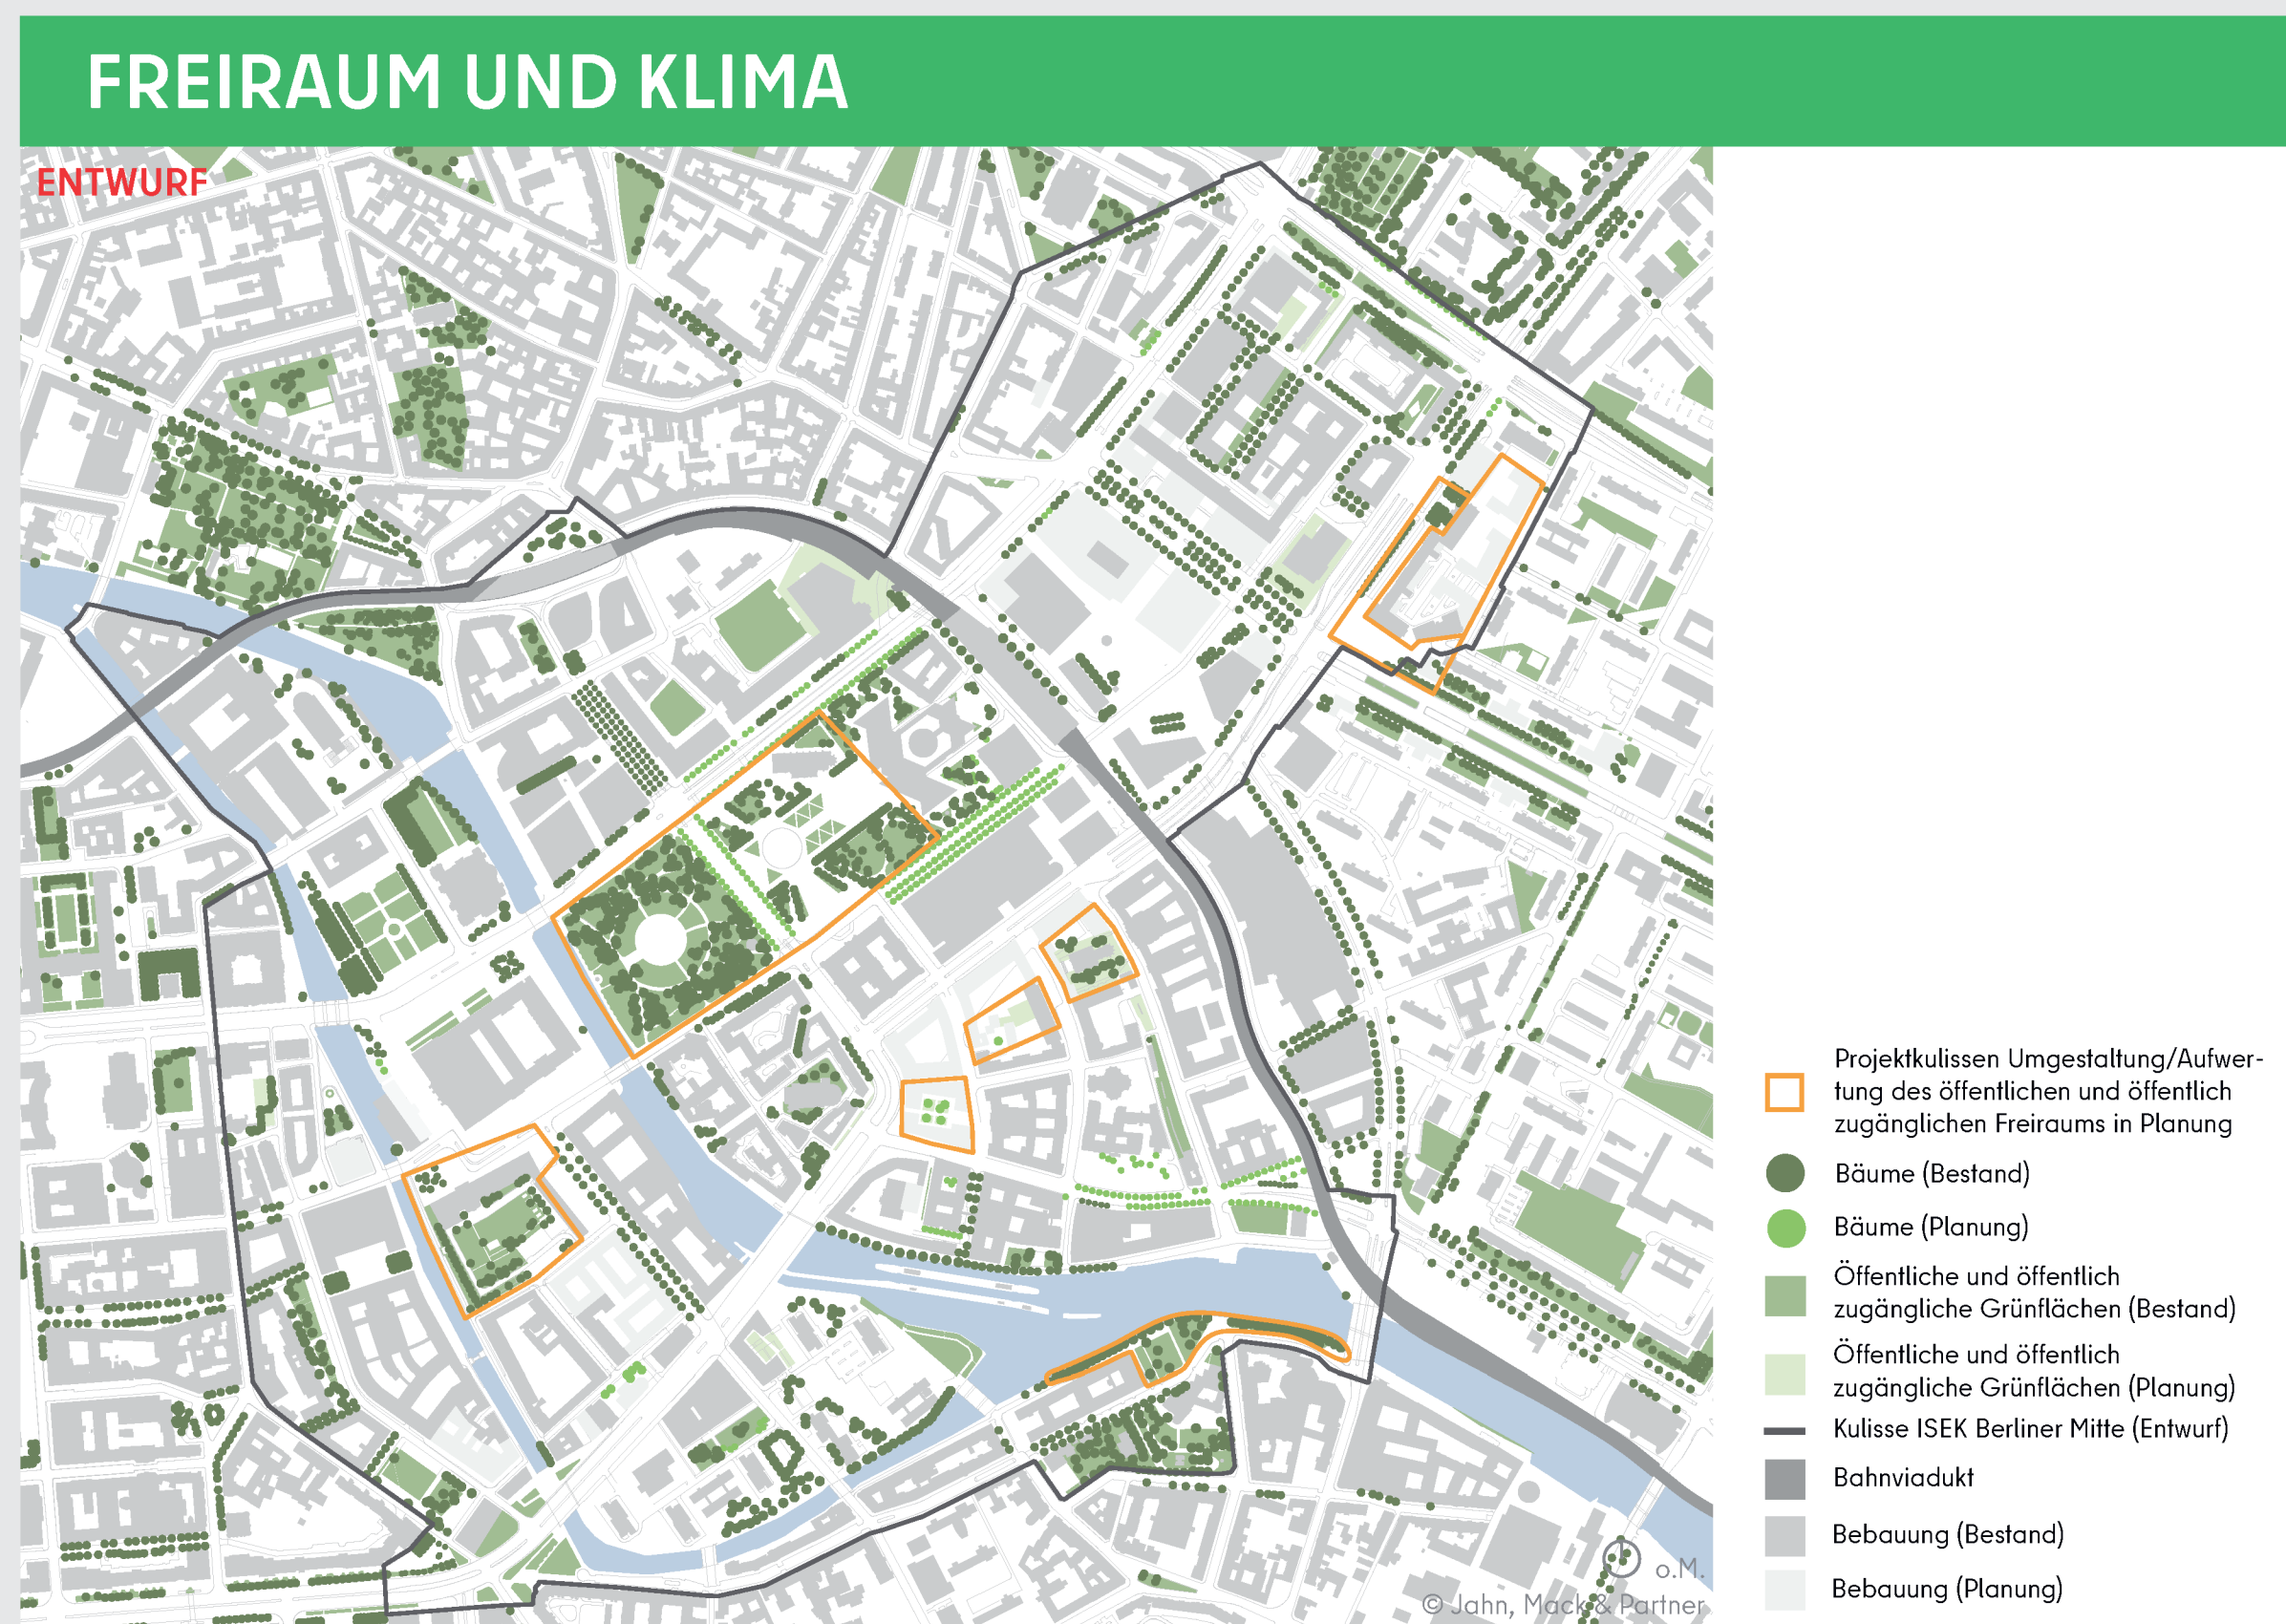 FREIRAUM UND KLIMA
ENTWURF
Projektkulissen Umgestaltung/Aufwer-
tung des öffentlichen und öffentlich
zugänglichen Freiraums in Planung
Bäume (Bestand)
Bäume (Planung)
Öffentliche und öffentlich
zugängliche Grünflächen (Bestand)
Öffentliche und öffentlich
zugängliche Grünflächen (Planung)
Kulisse ISEK Berliner Mitte (Entwurf)
Bahnviadukt
Bebauung (Bestand)
Bebauung (Planung)
o.M.
© Jahn, Mack & Partner